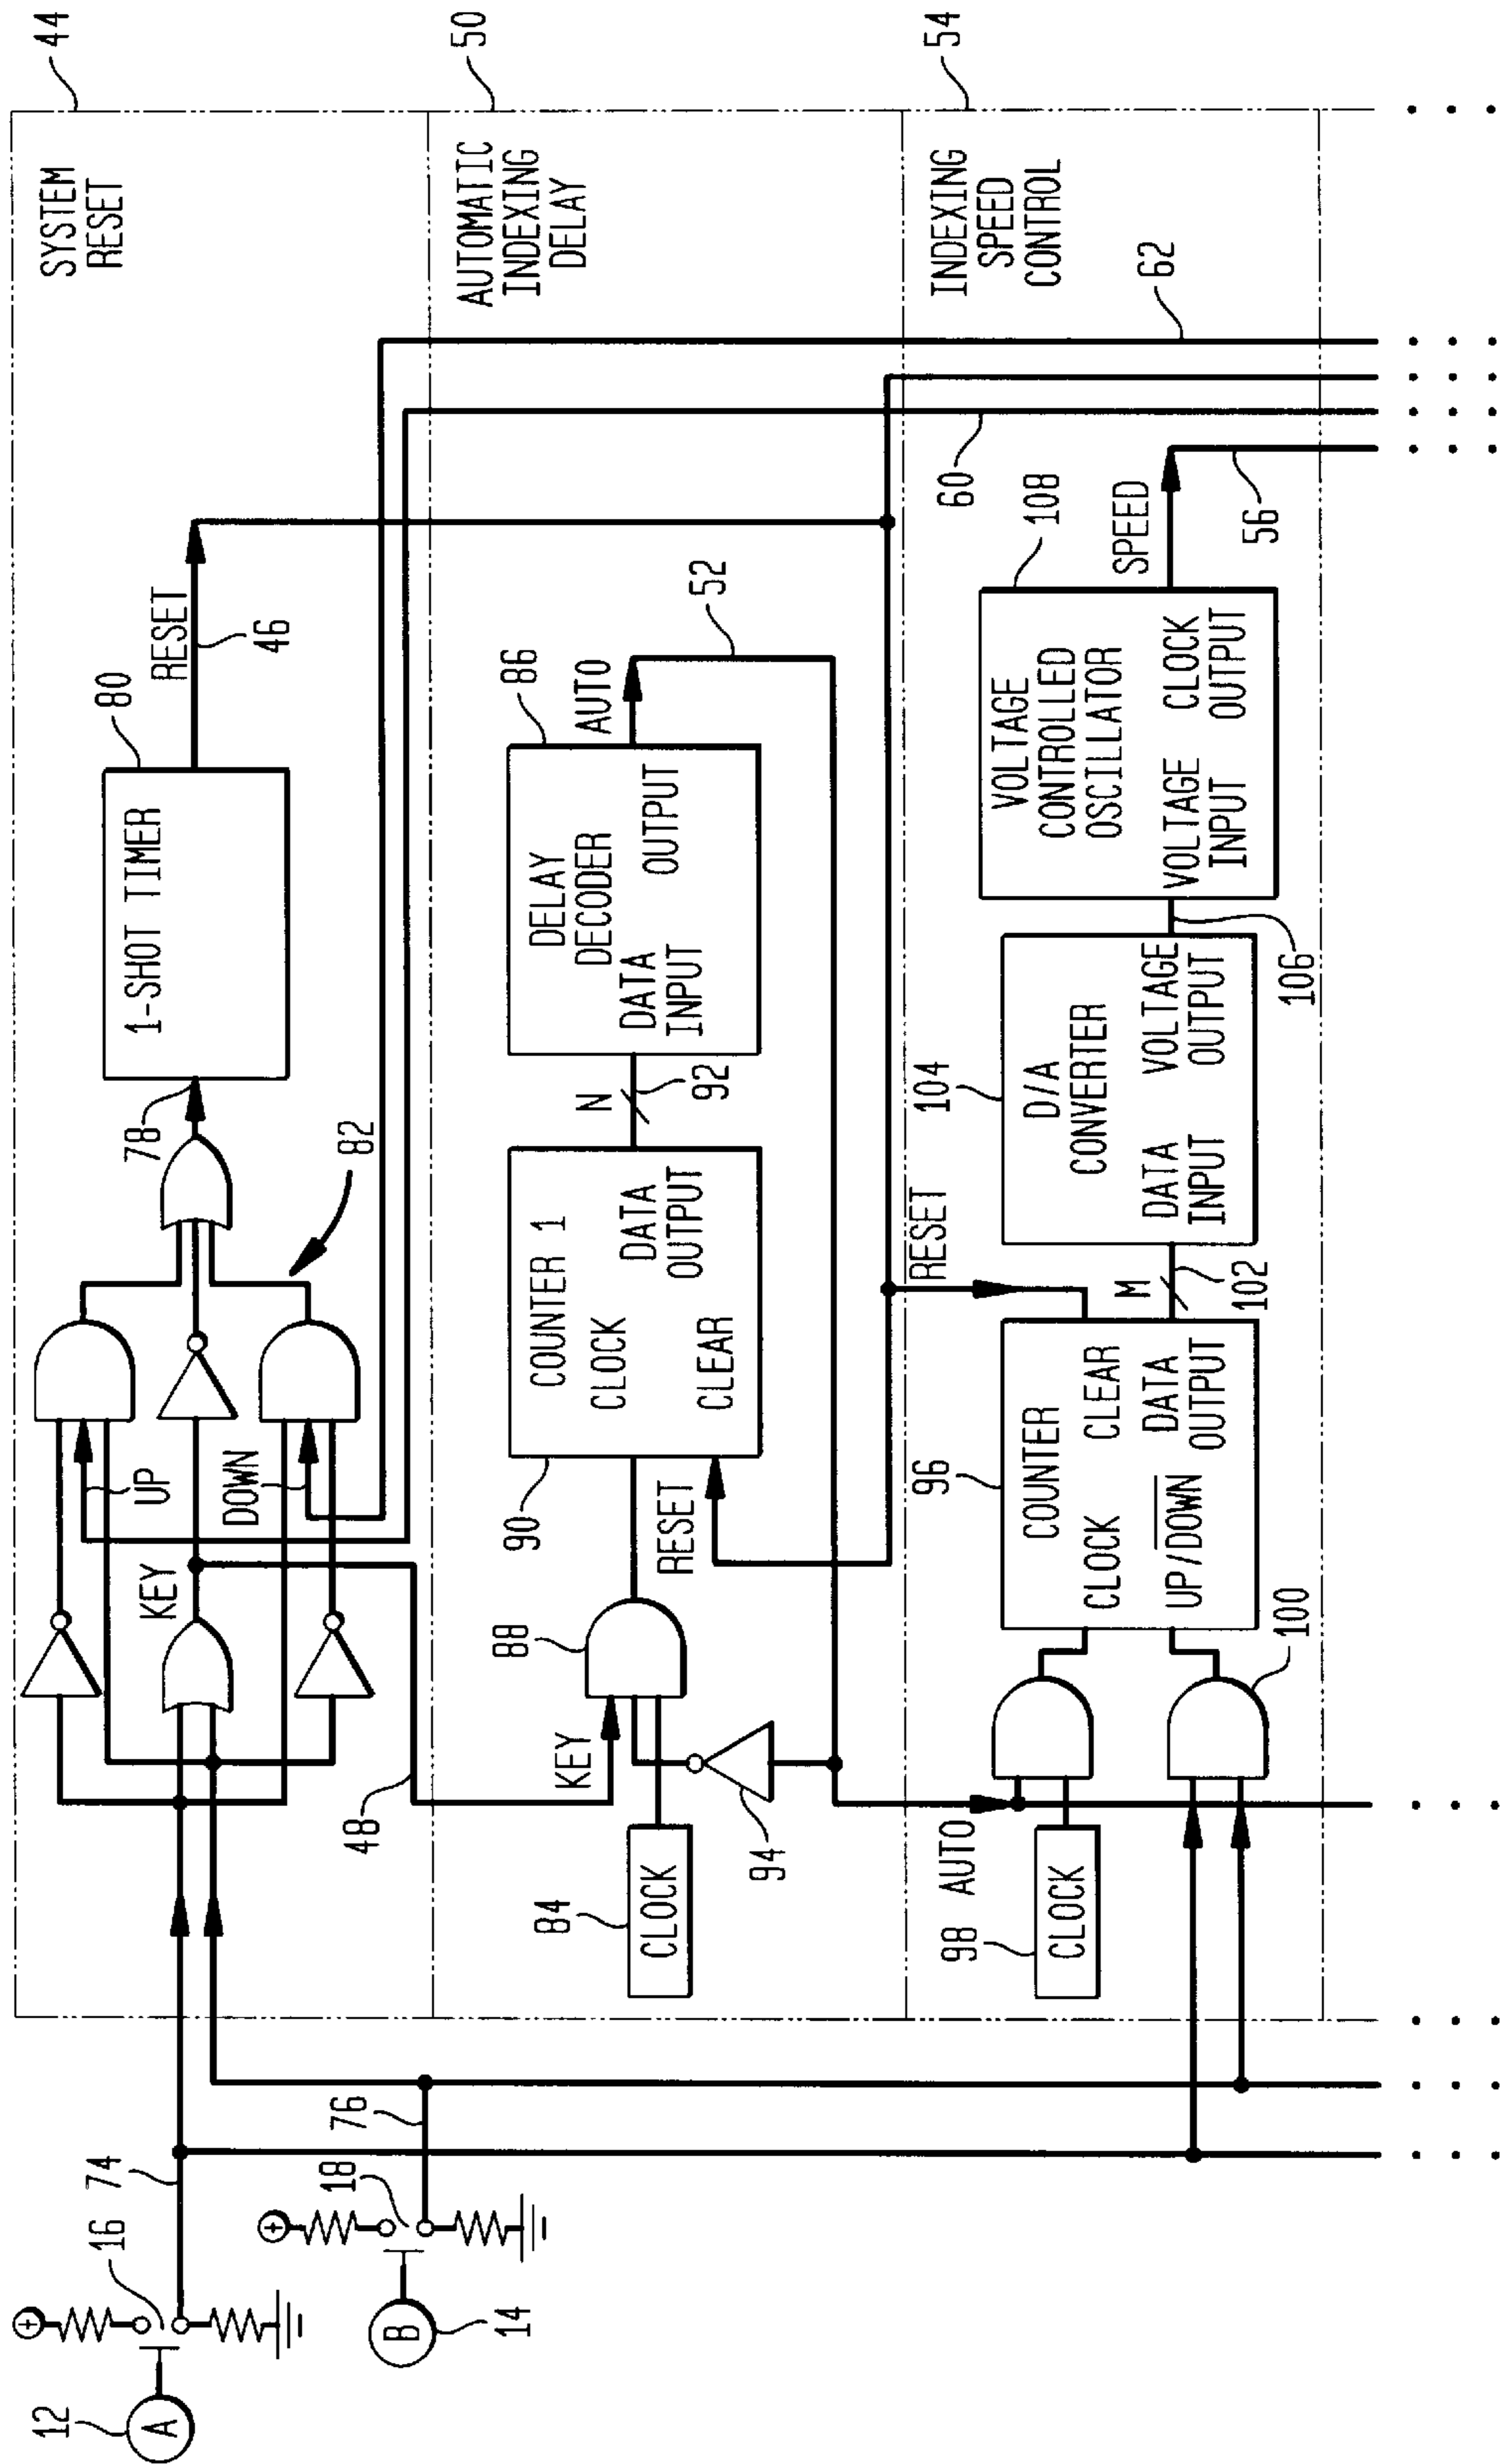 44
SYSTEM
RESET
12
A
16
74
B
14
18
76
KEY
UP
DOWN
78
82
1-SHOT TIMER
80
RESET
46
48
50
AUTOMATIC
INDEXING
DELAY
84
CLOCK
KEY
88
94
RESET
90
COUNTER 1
CLOCK
DATA
OUTPUT
CLEAR
N
92
DELAY
DECODER
DATA
INPUT
OUTPUT
86
AUTO
52
54
INDEXING
SPEED
CONTROL
98
CLOCK
AUTO
100
96
COUNTER
CLOCK
CLEAR
UP/DOWN
DATA
OUTPUT
RESET
M
102
104
D/A
CONVERTER
DATA
INPUT
VOLTAGE
OUTPUT
106
VOLTAGE
CONTROLLED
OSCILLATOR
VOLTAGE
INPUT
CLOCK
OUTPUT
108
SPEED
56
60
62